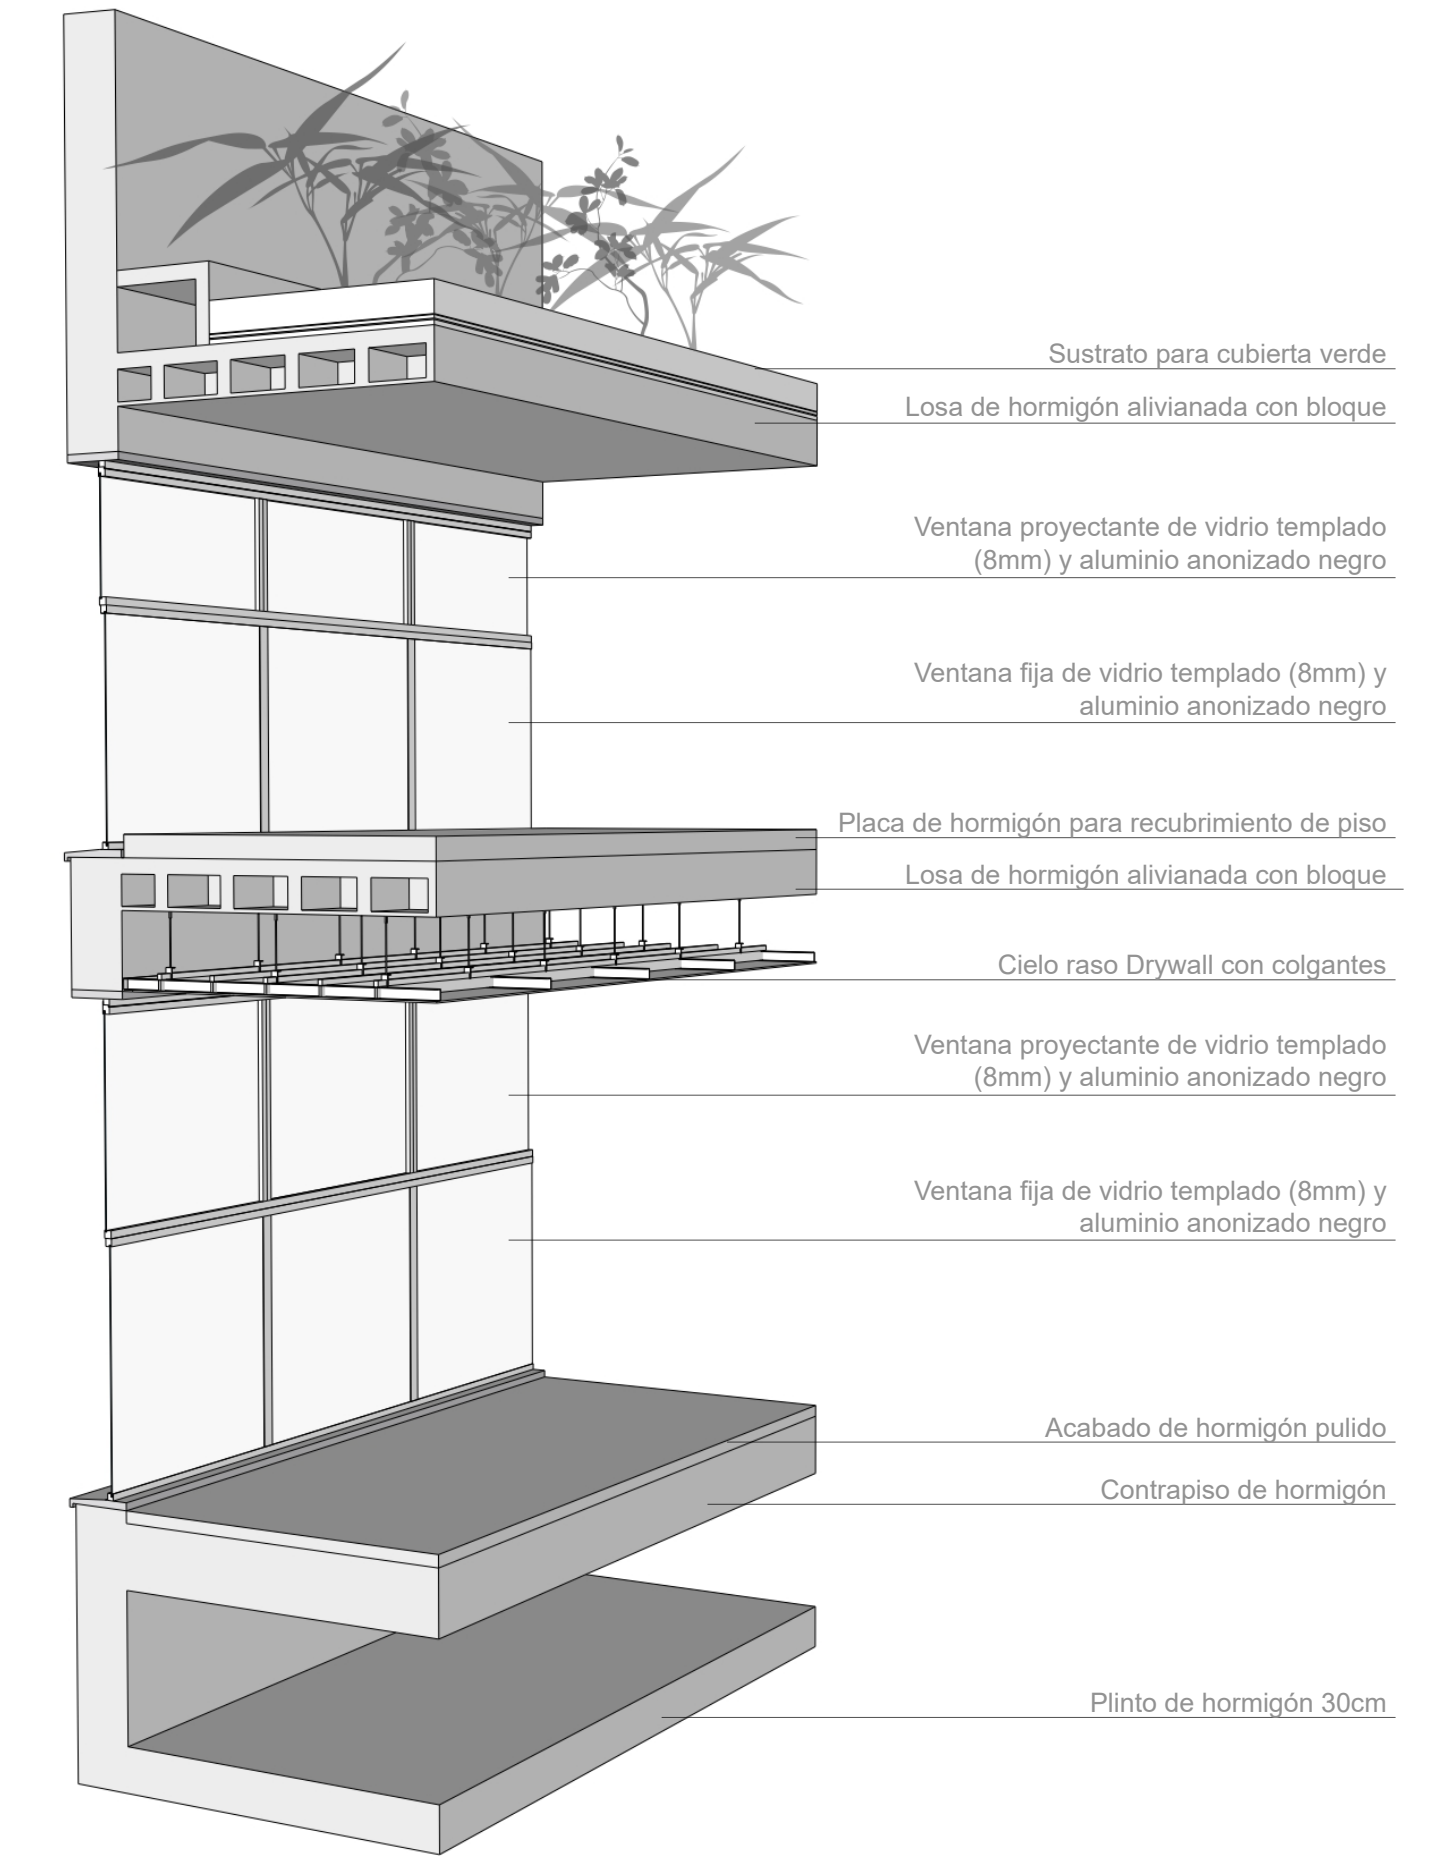 Sustrato para cubierta verde
Losa de hormigón alivianada con bloque
Ventana proyectante de vidrio templado
(8mm) y aluminio anonizado negro
Ventana fija de vidrio templado (8mm) y
aluminio anonizado negro
Placa de hormigón para recubrimiento de piso
Losa de hormigón alivianada con bloque
Cielo raso Drywall con colgantes
Ventana proyectante de vidrio templado
(8mm) y aluminio anonizado negro
Ventana fija de vidrio templado (8mm) y
aluminio anonizado negro
Acabado de hormigón pulido
Contrapiso de hormigón
Plinto de hormigón 30cm